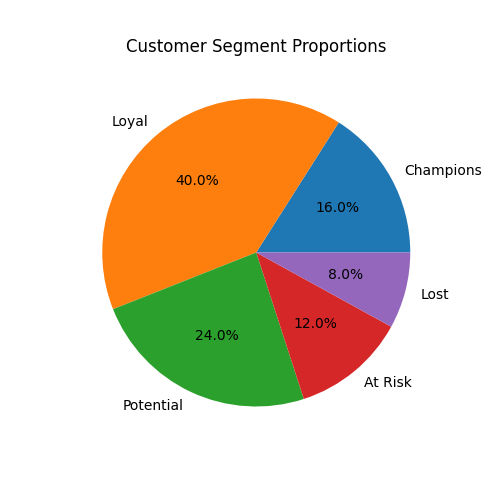 Customer Segment Proportions
Loyal
Champions
40.0%
16.0%
8.0%
Lost
24.0%
12.0%
At Risk
Potential